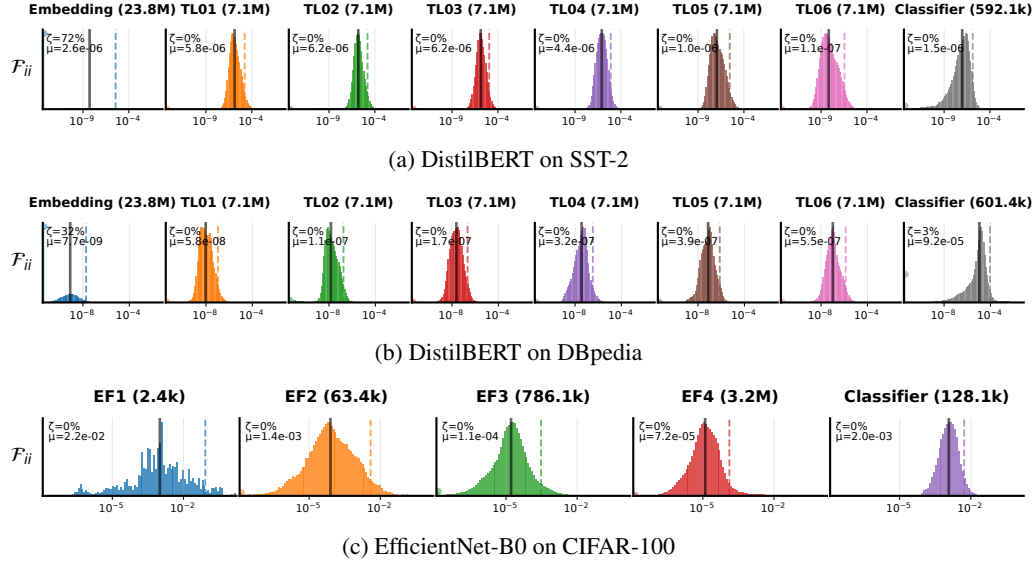 Embedding (23.8M) TL01 (7.1M) TL02 (7.1M) TL03 (7.1M) TL04 (7.1M) TL05 (7.1M) TL06 (7.1M) Classifier (592.1k)
ζ=72% ζ=0% ζ=0% ζ=0% ζ=0% ζ=0% ζ=0% ζ=0%
μ=2.6e-06 μ=5.8e-06 μ=6.2e-06 μ=6.2e-06 μ=4.4e-06 μ=1.0e-06 μ=1.1e-07 μ=1.5e-06
ℱᵢᵢ
10⁻⁹ 10⁻⁴ 10⁻⁹ 10⁻⁴ 10⁻⁹ 10⁻⁴ 10⁻⁹ 10⁻⁴ 10⁻⁹ 10⁻⁴ 10⁻⁹ 10⁻⁴ 10⁻⁹ 10⁻⁴ 10⁻⁹ 10⁻⁴
(a) DistilBERT on SST-2
Embedding (23.8M) TL01 (7.1M) TL02 (7.1M) TL03 (7.1M) TL04 (7.1M) TL05 (7.1M) TL06 (7.1M) Classifier (601.4k)
ζ=32% ζ=0% ζ=0% ζ=0% ζ=0% ζ=0% ζ=0% ζ=3%
μ=7.7e-09 μ=5.8e-08 μ=1.1e-07 μ=1.7e-07 μ=3.2e-07 μ=3.9e-07 μ=5.5e-07 μ=9.2e-05
ℱᵢᵢ
10⁻⁸ 10⁻⁴ 10⁻⁸ 10⁻⁴ 10⁻⁸ 10⁻⁴ 10⁻⁸ 10⁻⁴ 10⁻⁸ 10⁻⁴ 10⁻⁸ 10⁻⁴ 10⁻⁸ 10⁻⁴ 10⁻⁸ 10⁻⁴
(b) DistilBERT on DBpedia
EF1 (2.4k) EF2 (63.4k) EF3 (786.1k) EF4 (3.2M) Classifier (128.1k)
ζ=0% ζ=0% ζ=0% ζ=0% ζ=0%
μ=2.2e-02 μ=1.4e-03 μ=1.1e-04 μ=7.2e-05 μ=2.0e-03
ℱᵢᵢ
10⁻⁵ 10⁻² 10⁻⁵ 10⁻² 10⁻⁵ 10⁻² 10⁻⁵ 10⁻² 10⁻⁵ 10⁻²
(c) EfficientNet-B0 on CIFAR-100